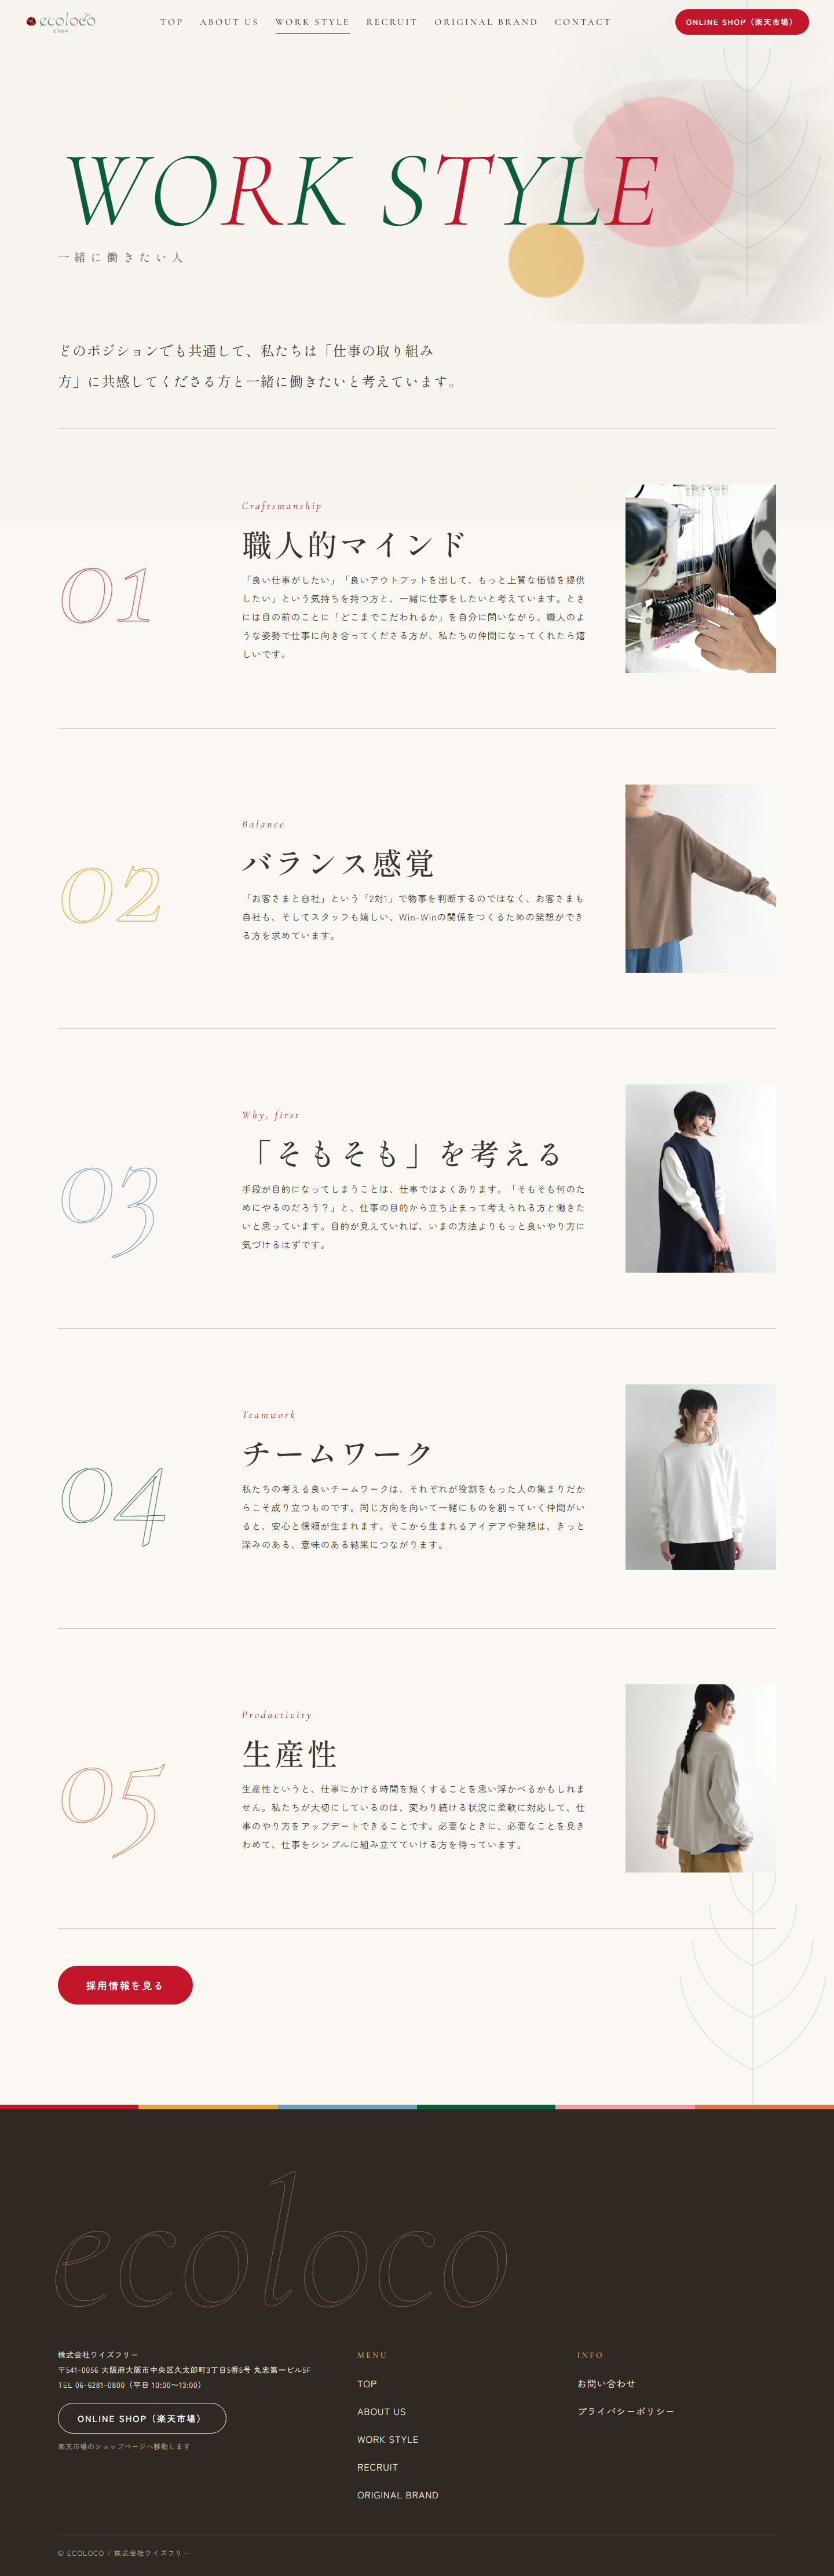 ecoloco
エコロコ
TOP ABOUT US WORK STYLE RECRUIT ORIGINAL BRAND CONTACT
ONLINE SHOP（楽天市場）
WORK STYLE
一緒に働きたい人
どのポジションでも共通して、私たちは「仕事の取り組み
方」に共感してくださる方と一緒に働きたいと考えています。
01
Craftsmanship
職人的マインド
「良い仕事がしたい」「良いアウトプットを出して、もっと上質な価値を提供
したい」という気持ちを持つ方と、一緒に仕事をしたいと考えています。とき
には目の前のことに「どこまでこだわれるか」を自分に問いながら、職人のよ
うな姿勢で仕事に向き合ってくださる方が、私たちの仲間になってくれたら嬉
しいです。
02
Balance
バランス感覚
「お客さまと自社」という「2対1」で物事を判断するのではなく、お客さまも
自社も、そしてスタッフも嬉しい、Win-Winの関係をつくるための発想ができ
る方を求めています。
03
Why, first
「そもそも」を考える
手段が目的になってしまうことは、仕事ではよくあります。「そもそも何のた
めにやるのだろう？」と、仕事の目的から立ち止まって考えられる方と働きた
いと思っています。目的が見えていれば、いまの方法よりもっと良いやり方に
気づけるはずです。
04
Teamwork
チームワーク
私たちの考える良いチームワークは、それぞれが役割をもった人の集まりだか
らこそ成り立つものです。同じ方向を向いて一緒にものを創っていく仲間がい
ると、安心と信頼が生まれます。そこから生まれるアイデアや発想は、きっと
深みのある、意味のある結果につながります。
05
Productivity
生産性
生産性というと、仕事にかける時間を短くすることを思い浮かべるかもしれま
せん。私たちが大切にしているのは、変わり続ける状況に柔軟に対応して、仕
事のやり方をアップデートできることです。必要なときに、必要なことを見き
わめて、仕事をシンプルに組み立てていける方を待っています。
採用情報を見る
ecoloco
株式会社ワイズフリー
〒541-0056 大阪府大阪市中央区久太郎町3丁目5番5号 丸忠第一ビル5F
TEL 06-6281-0800（平日 10:00〜13:00）
ONLINE SHOP（楽天市場）
楽天市場のショップページへ移動します
MENU
TOP
ABOUT US
WORK STYLE
RECRUIT
ORIGINAL BRAND
INFO
お問い合わせ
プライバシーポリシー
© ECOLOCO / 株式会社ワイズフリー